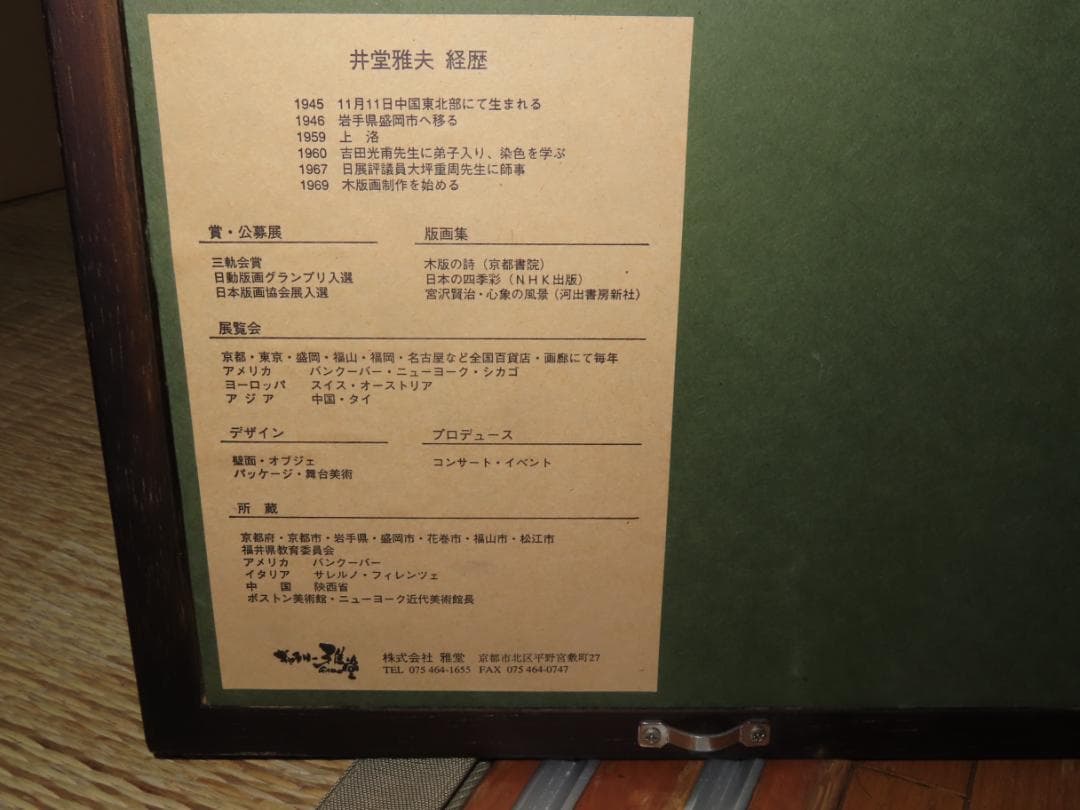 井堂雅夫 経歴
1945 11月11日中国東北部にて生まれる
1946 岩手県盛岡市へ移る
1959 上 洛
1960 吉田光甫先生に弟子入り、染色を学ぶ
1967 日展評議員大坪重周先生に師事
1969 木版画制作を始める
賞・公募展
三軌会賞
日動版画グランプリ入選
日本版画協会展入選
版画集
木版の詩（京都書院）
日本の四季彩（NHK出版）
宮沢賢治・心象の風景（河出書房新社）
展覧会
京都・東京・盛岡・福山・福岡・名古屋など全国百貨店・画廊にて毎年
アメリカ バンクーバー・ニューヨーク・シカゴ
ヨーロッパ スイス・オーストリア
アジア 中国・タイ
デザイン
壁面・オブジェ
パッケージ・舞台美術
プロデュース
コンサート・イベント
所 蔵
京都府・京都市・岩手県・盛岡市・花巻市・福山市・松江市
福井県教育委員会
アメリカ バンクーバー
イタリア サレルノ・フィレンツェ
中 国 陝西省
ボストン美術館・ニューヨーク近代美術館長
ギャラリー雅堂
株式会社 雅堂 京都市北区平野宮敷町27
TEL 075 464-1655 FAX 075 464-0747